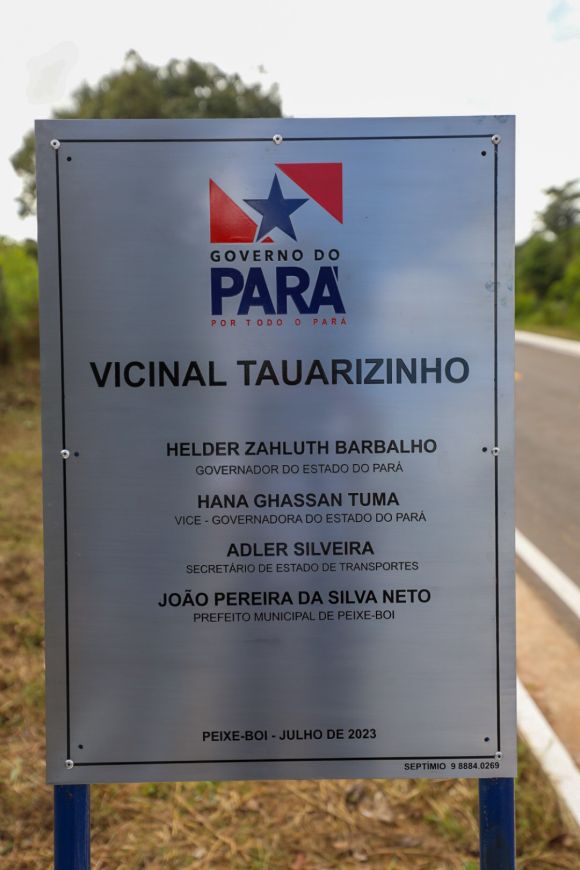 GOVERNO DO
PARÁ
POR TODO O PARÁ
VICINAL TAUARIZINHO
HELDER ZAHLUTH BARBALHO
GOVERNADOR DO ESTADO DO PARÁ
HANA GHASSAN TUMA
VICE - GOVERNADORA DO ESTADO DO PARÁ
ADLER SILVEIRA
SECRETÁRIO DE ESTADO DE TRANSPORTES
JOÃO PEREIRA DA SILVA NETO
PREFEITO MUNICIPAL DE PEIXE-BOI
PEIXE-BOI - JULHO DE 2023
SEPTÍMIO 9 8884.0269